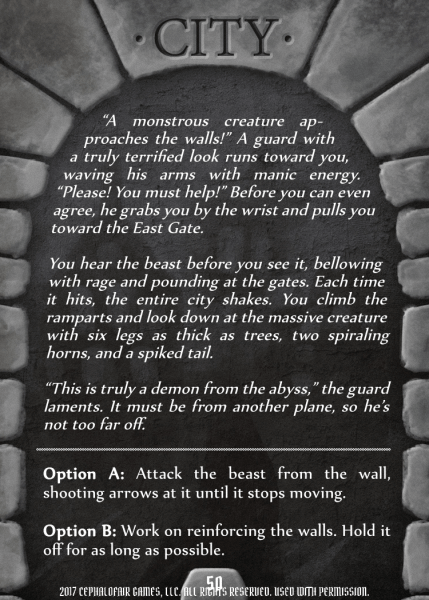 · CITY ·
"A monstrous creature ap-
proaches the walls!" A guard with
a truly terrified look runs toward you,
waving his arms with manic energy.
"Please! You must help!" Before you can even
agree, he grabs you by the wrist and pulls you
toward the East Gate.
You hear the beast before you see it, bellowing
with rage and pounding at the gates. Each time
it hits, the entire city shakes. You climb the
ramparts and look down at the massive creature
with six legs as thick as trees, two spiraling
horns, and a spiked tail.
"This is truly a demon from the abyss," the guard
laments. It must be from another plane, so he's
not too far off.
Option A: Attack the beast from the wall,
shooting arrows at it until it stops moving.
Option B: Work on reinforcing the walls. Hold it
off for as long as possible.
50
2017 CEPHALOFAIR GAMES, LLC. ALL RIGHTS RESERVED. USED WITH PERMISSION.